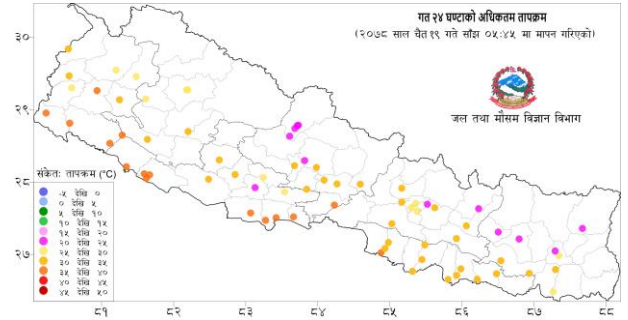 गत २४ घण्टाको अधिकतम तापक्रम
(२०७८ साल चैत १९ गते साँझ ०५:४५ मा मापन गरिएको)
जल तथा मौसम विज्ञान विभाग
३०
२९
२८
२७
संकेतः तापक्रम (°C)
-५ देखि ०
० देखि ५
५ देखि १०
१० देखि १५
१५ देखि २०
२० देखि २५
२५ देखि ३०
३० देखि ३५
३५ देखि ४०
४० देखि ४५
४५ देखि ५०
८१ ८२ ८३ ८४ ८५ ८६ ८७ ८८